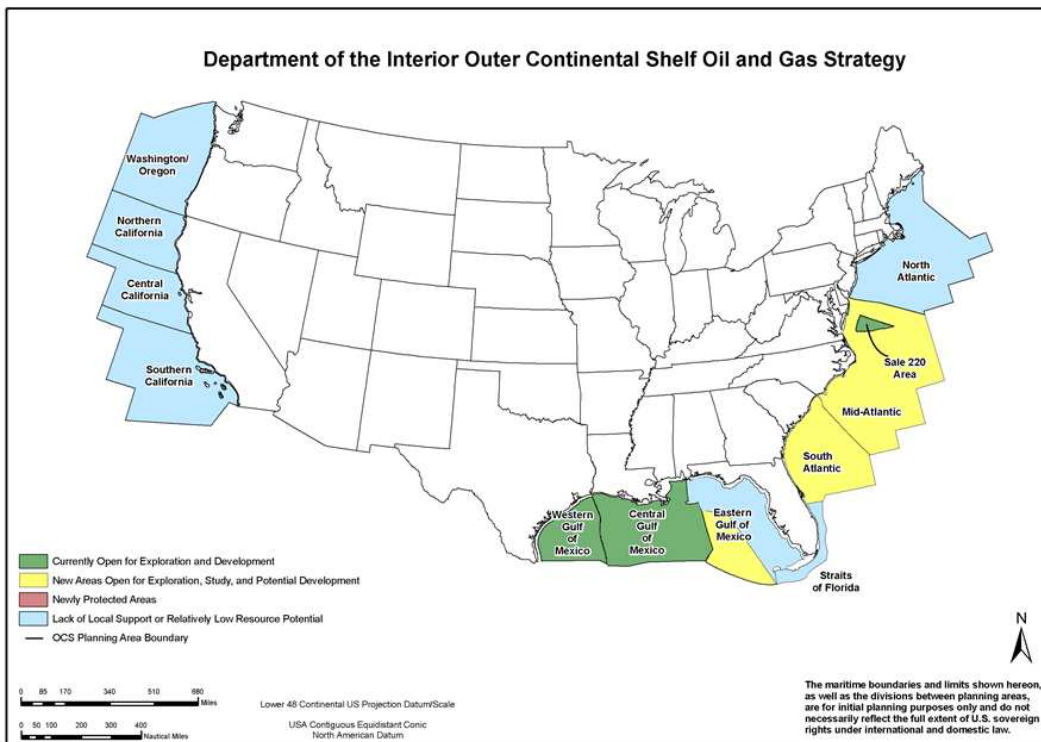 Department of the Interior Outer Continental Shelf Oil and Gas Strategy
Washington/
Oregon
Northern
California
Central
California
Southern
California
North
Atlantic
Sale 220
Area
Mid-Atlantic
South
Atlantic
Western
Gulf
of
Mexico
Central
Gulf
of
Mexico
Eastern
Gulf of
Mexico
Straits
of Florida
Currently Open for Exploration and Development
New Areas Open for Exploration, Study, and Potential Development
Newly Protected Areas
Lack of Local Support or Relatively Low Resource Potential
OCS Planning Area Boundary
N
0 85 170 340 510 680
Miles
0 50 100 200 300 400
Nautical Miles
Lower 48 Continental US Projection Datum/Scale
USA Contiguous Equidistant Conic
North American Datum
The maritime boundaries and limits shown hereon,
as well as the divisions between planning areas,
are for initial planning purposes only and do not
necessarily reflect the full extent of U.S. sovereign
rights under international and domestic law.